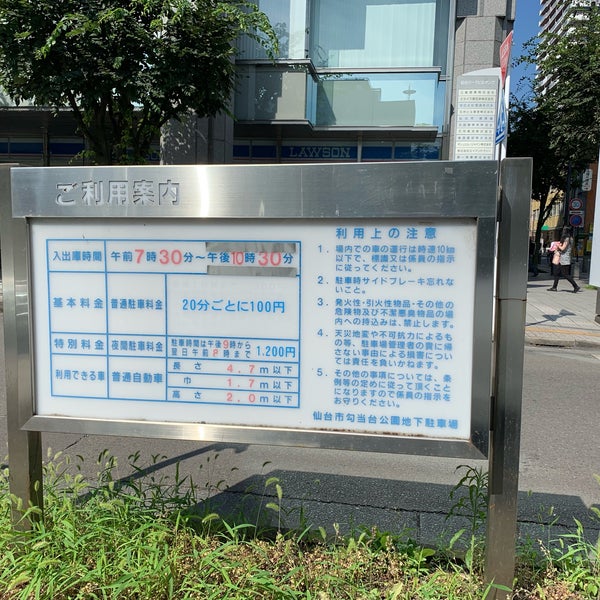 ご利用案内
LAWSON
入出庫時間 午前7時30分～午後10時30分
基本料金 普通駐車料金 20分ごとに100円
特別料金 夜間駐車料金 駐車時間は午後9時から
翌日午前8時まで 1,200円
利用できる車 普通自動車 長さ 4.7m以下
巾 1.7m以下
高さ 2.0m以下
利用上の注意
1. 場内での車の運行は時速10km
以下で、標識又は係員の指示
に従ってください。
2. 駐車時サイドブレーキ忘れな
いこと。
3. 発火性・引火性物品・その他の
危険物及び不潔悪臭物品の場
内への持込みは、禁止します。
4. 天災地変や不可抗力によるも
の等、駐車場管理者の責に帰
さない事由による損害につい
ては責任を負いかねます。
5. その他の事項については、条
例等の定めに従って頂くこと
になりますので係員の指示を
お守りください。
仙台市勾当台公園地下駐車場